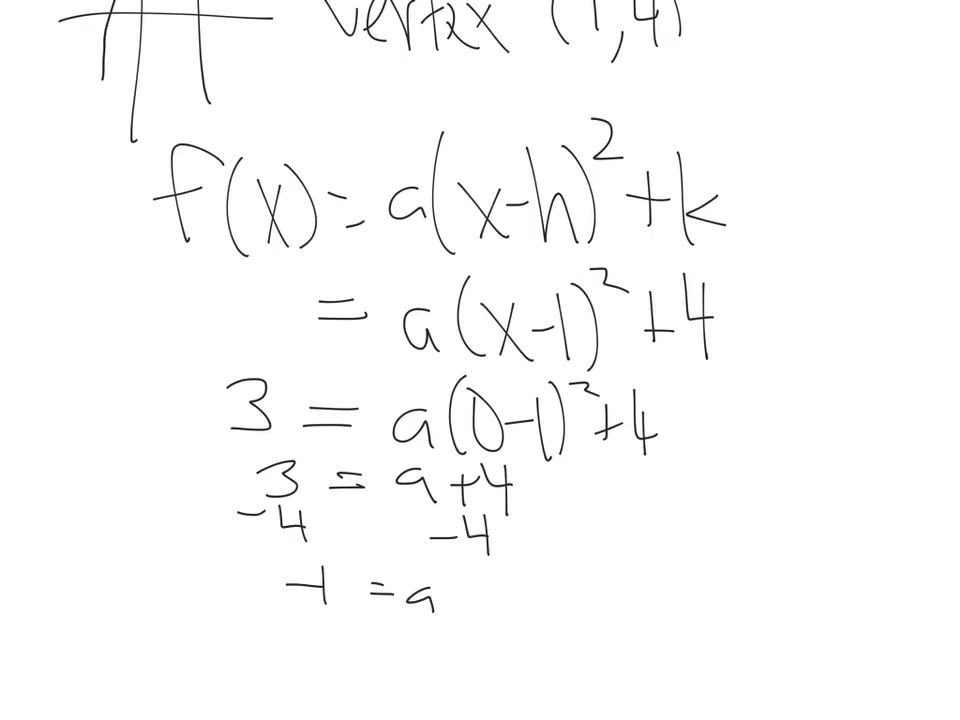 vertex (1,4)
f(x) = a(x-h)² + k
= a(x-1)² + 4
3 = a(0-1)² + 4
3 = a + 4
-4 -4
-1 = a